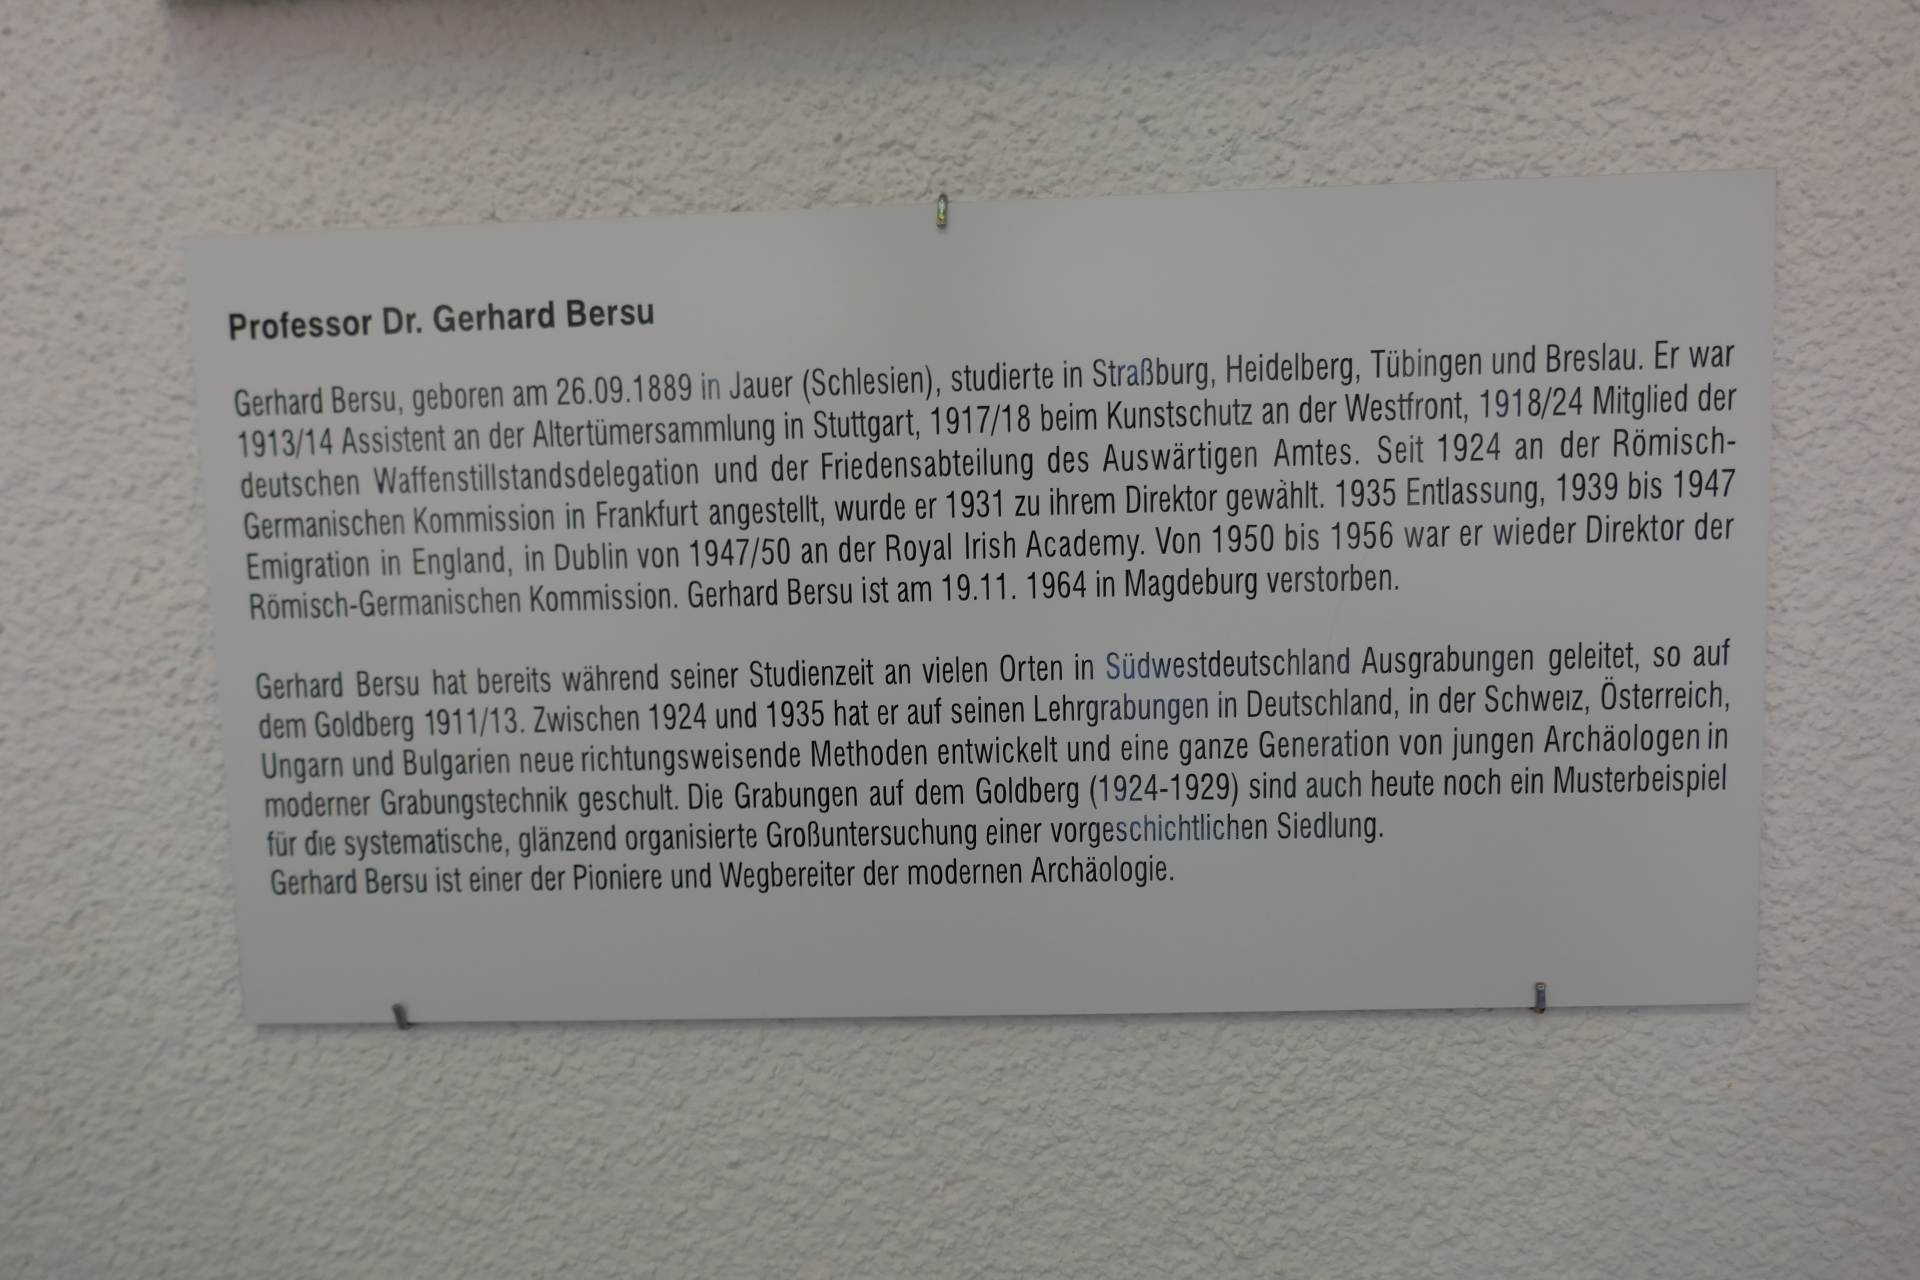 Professor Dr. Gerhard Bersu
Gerhard Bersu, geboren am 26.09.1889 in Jauer (Schlesien), studierte in Straßburg, Heidelberg, Tübingen und Breslau. Er war
1913/14 Assistent an der Altertümersammlung in Stuttgart, 1917/18 beim Kunstschutz an der Westfront, 1918/24 Mitglied der
deutschen Waffenstillstandsdelegation und der Friedensabteilung des Auswärtigen Amtes. Seit 1924 an der Römisch-
Germanischen Kommission in Frankfurt angestellt, wurde er 1931 zu ihrem Direktor gewählt. 1935 Entlassung, 1939 bis 1947
Emigration in England, in Dublin von 1947/50 an der Royal Irish Academy. Von 1950 bis 1956 war er wieder Direktor der
Römisch-Germanischen Kommission. Gerhard Bersu ist am 19.11. 1964 in Magdeburg verstorben.
Gerhard Bersu hat bereits während seiner Studienzeit an vielen Orten in Südwestdeutschland Ausgrabungen geleitet, so auf
dem Goldberg 1911/13. Zwischen 1924 und 1935 hat er auf seinen Lehrgrabungen in Deutschland, in der Schweiz, Österreich,
Ungarn und Bulgarien neue richtungsweisende Methoden entwickelt und eine ganze Generation von jungen Archäologen in
moderner Grabungstechnik geschult. Die Grabungen auf dem Goldberg (1924-1929) sind auch heute noch ein Musterbeispiel
für die systematische, glänzend organisierte Großuntersuchung einer vorgeschichtlichen Siedlung.
Gerhard Bersu ist einer der Pioniere und Wegbereiter der modernen Archäologie.